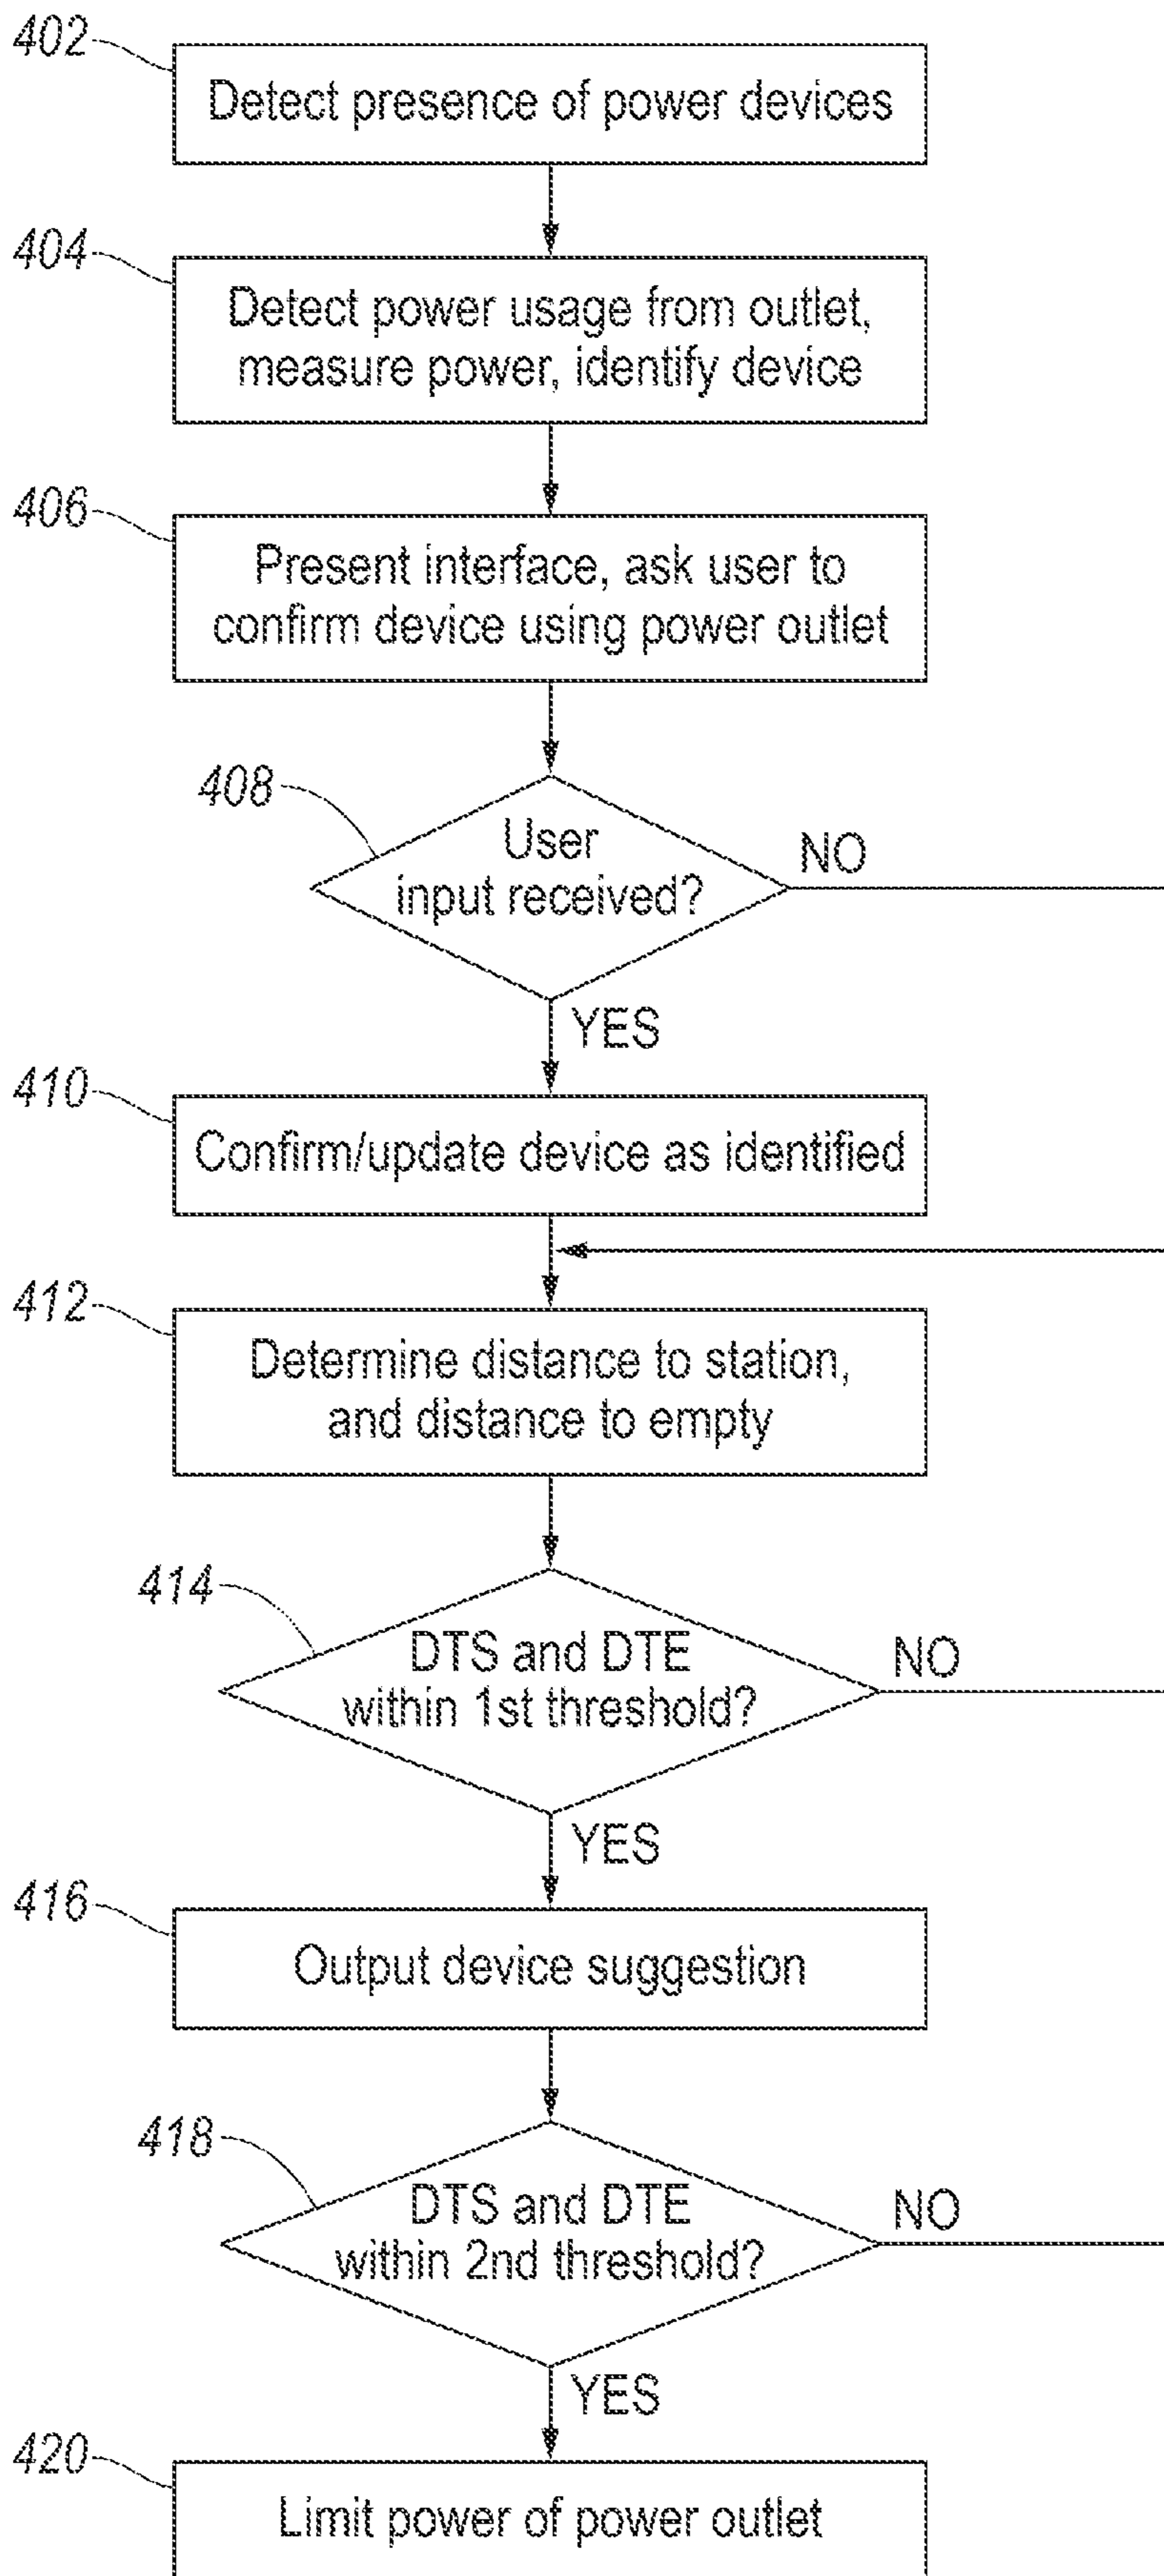 402
Detect presence of power devices
404
Detect power usage from outlet,
measure power, identify device
406
Present interface, ask user to
confirm device using power outlet
408
User
input received?
NO
YES
410
Confirm/update device as identified
412
Determine distance to station,
and distance to empty
414
DTS and DTE
within 1st threshold?
NO
YES
416
Output device suggestion
418
DTS and DTE
within 2nd threshold?
NO
YES
420
Limit power of power outlet